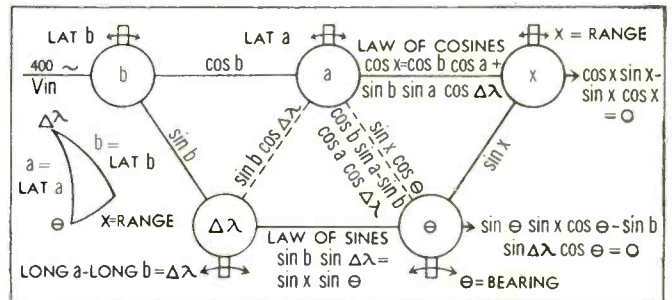 LAT b
LAT a
LAW OF COSINES
X = RANGE
400 ~
Vin
b
cos b
a
cos x=cos b cos a +
sin b sin a cos Δλ
x
cos x sin x-
sin x cos x
= O
Δλ
b=
LAT b
a =
LAT a
sin b
sin b cos Δλ
sin x cos Θ
cos b sin a-sin b
cos a cos Δλ
sin x
Θ
X=RANGE
Δλ
LAW OF SINES
sin b sin Δλ=
sin x sin Θ
Θ
sin Θ sin x cos Θ-sin b
sin Δλ cos Θ = O
LONG a-LONG b=Δλ
Θ=BEARING